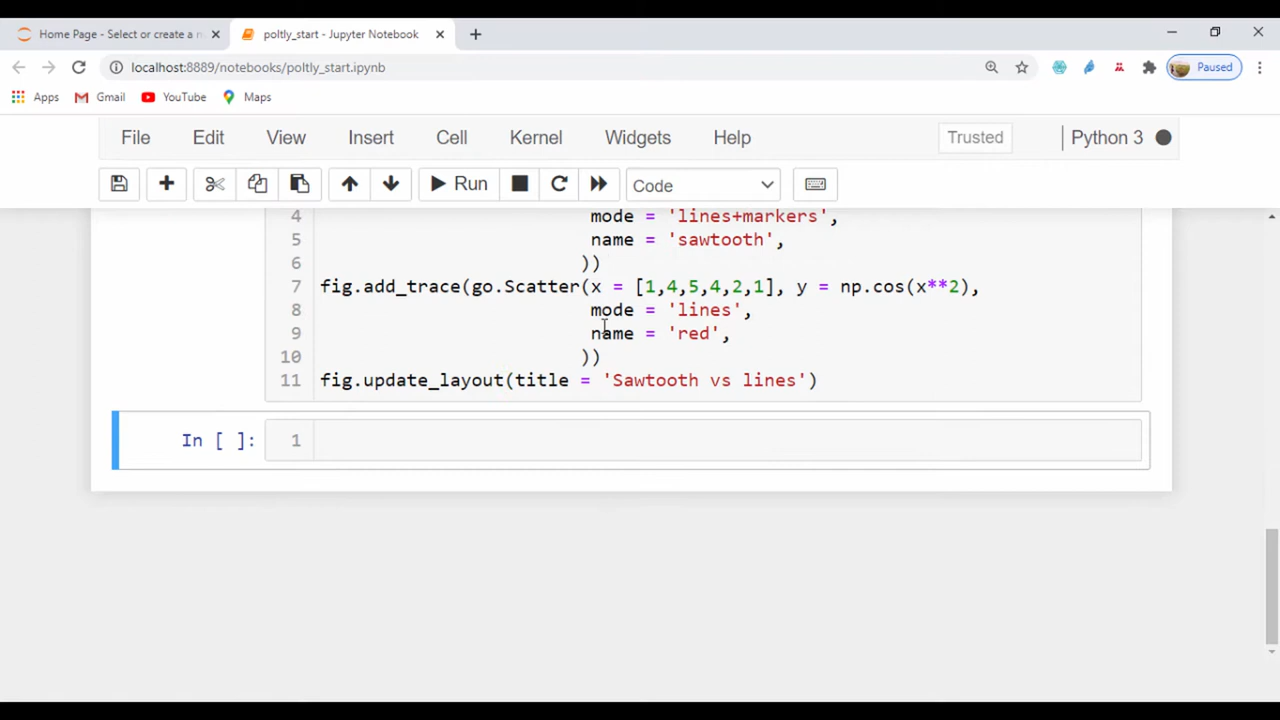 Home Page - Select or create a n
poltly_start - Jupyter Notebook
localhost:8889/notebooks/poltly_start.ipynb
Paused
Apps Gmail YouTube Maps
File Edit View Insert Cell Kernel Widgets Help Trusted Python 3
Run Code
4 mode = 'lines+markers',
5 name = 'sawtooth',
6 ))
7 fig.add_trace(go.Scatter(x = [1,4,5,4,2,1], y = np.cos(x**2),
8 mode = 'lines',
9 name = 'red',
10 ))
11 fig.update_layout(title = 'Sawtooth vs lines')
In [ ]: 1